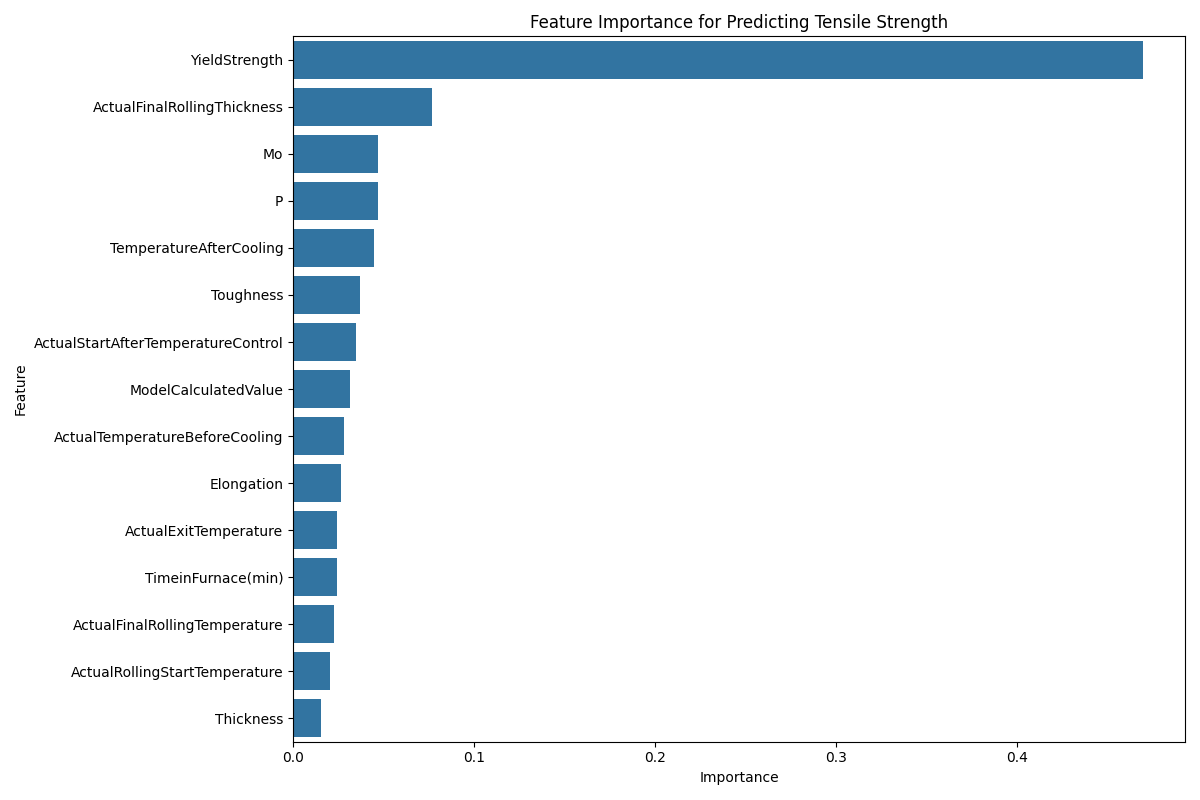 Feature Importance for Predicting Tensile Strength
YieldStrength
ActualFinalRollingThickness
Mo
P
TemperatureAfterCooling
Toughness
ActualStartAfterTemperatureControl
ModelCalculatedValue
ActualTemperatureBeforeCooling
Elongation
ActualExitTemperature
TimeinFurnace(min)
ActualFinalRollingTemperature
ActualRollingStartTemperature
Thickness
Feature
0.0 0.1 0.2 0.3 0.4
Importance